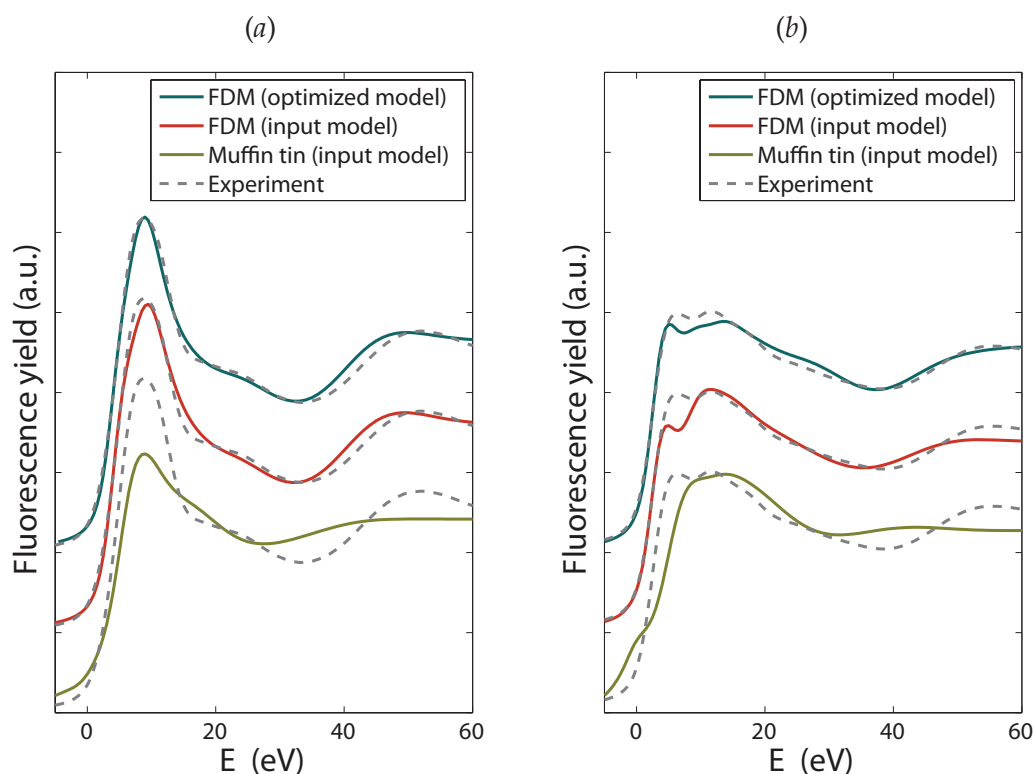 (a)
FDM (optimized model)
FDM (input model)
Muffin tin (input model)
Experiment
Fluorescence yield (a.u.)
0 20 40 60
E (eV)
(b)
FDM (optimized model)
FDM (input model)
Muffin tin (input model)
Experiment
Fluorescence yield (a.u.)
0 20 40 60
E (eV)